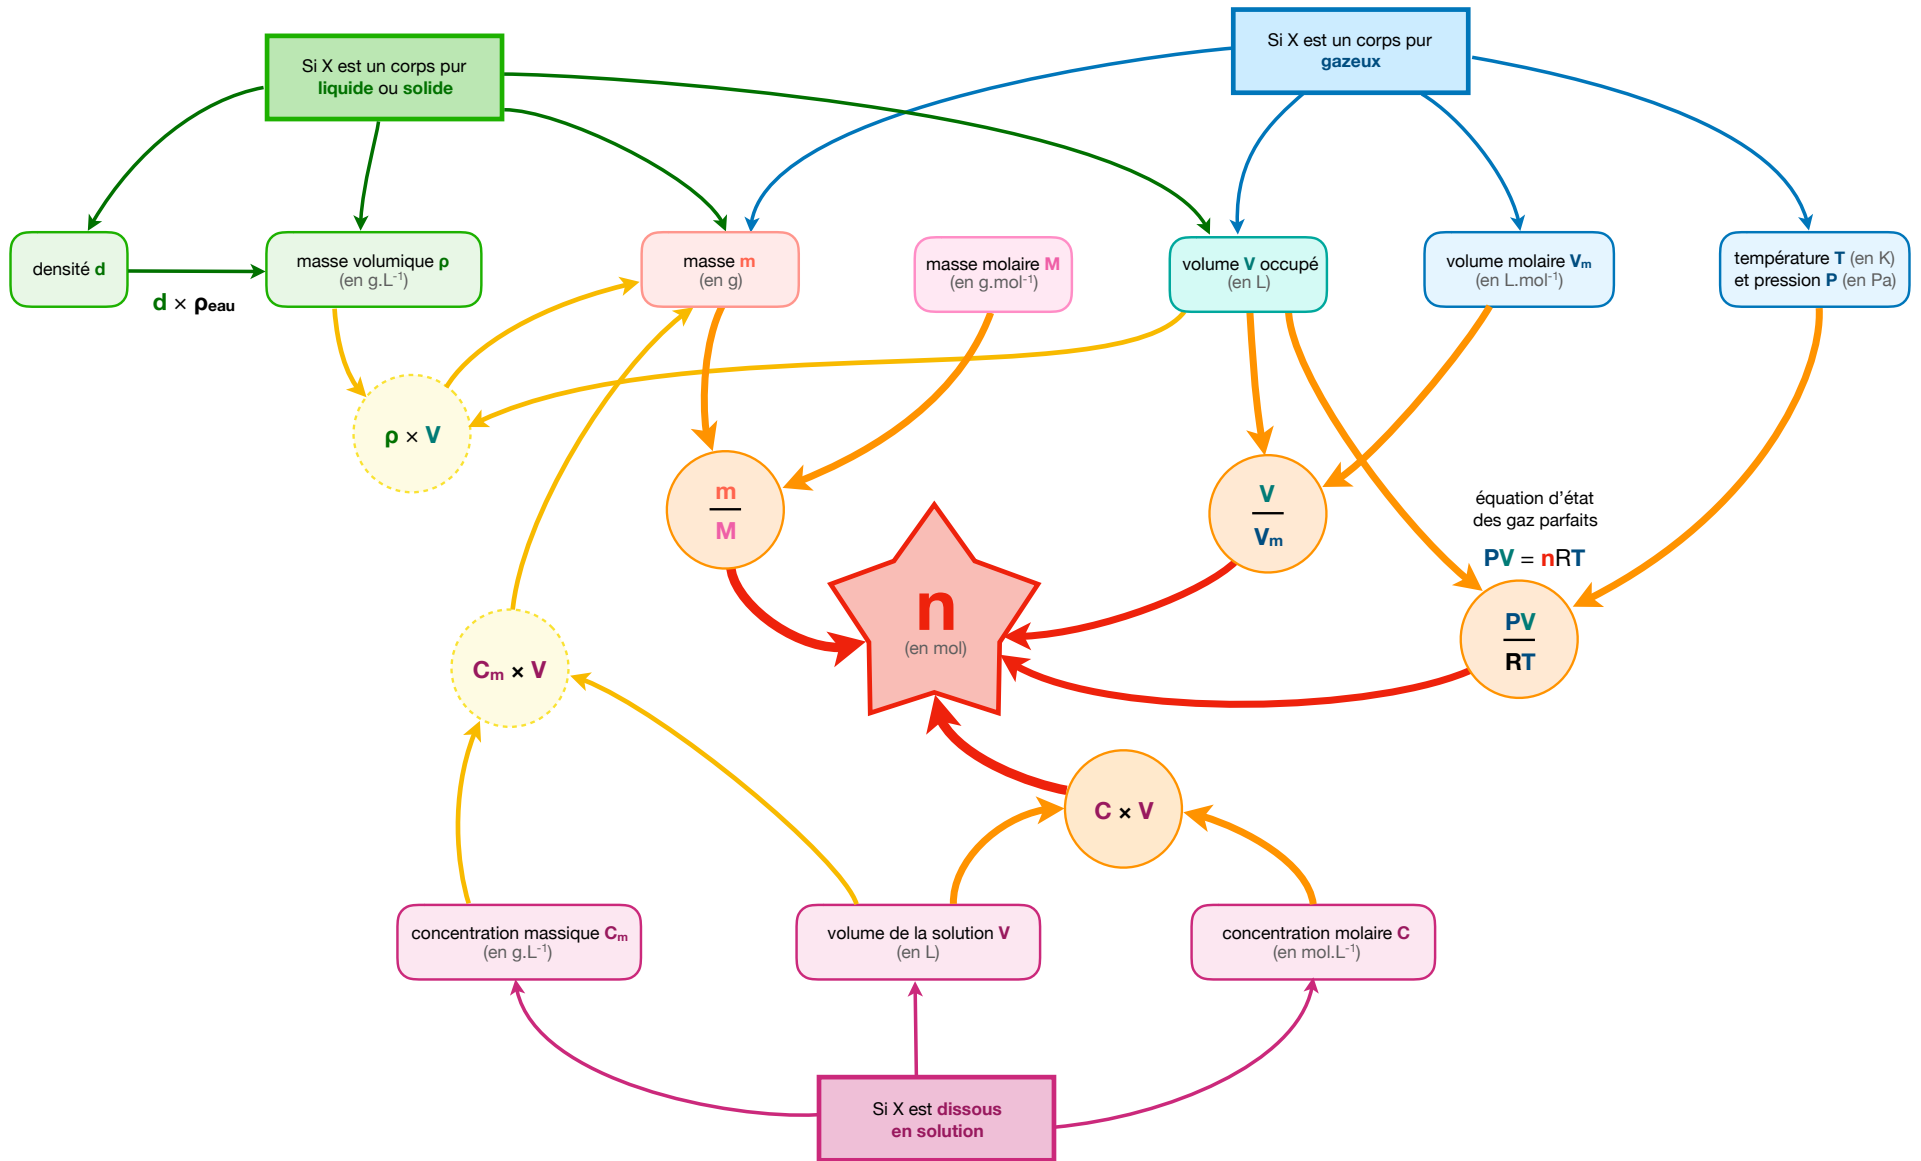 Si X est un corps pur
liquide ou solide
Si X est un corps pur
gazeux
densité d
d × ρeau
masse volumique ρ
(en g.L⁻¹)
masse m
(en g)
masse molaire M
(en g.mol⁻¹)
volume V occupé
(en L)
volume molaire Vm
(en L.mol⁻¹)
température T (en K)
et pression P (en Pa)
ρ × V
m
M
V
Vm
équation d’état
des gaz parfaits
PV = nRT
PV
RT
n
(en mol)
Cm × V
C × V
concentration massique Cm
(en g.L⁻¹)
volume de la solution V
(en L)
concentration molaire C
(en mol.L⁻¹)
Si X est dissous
en solution